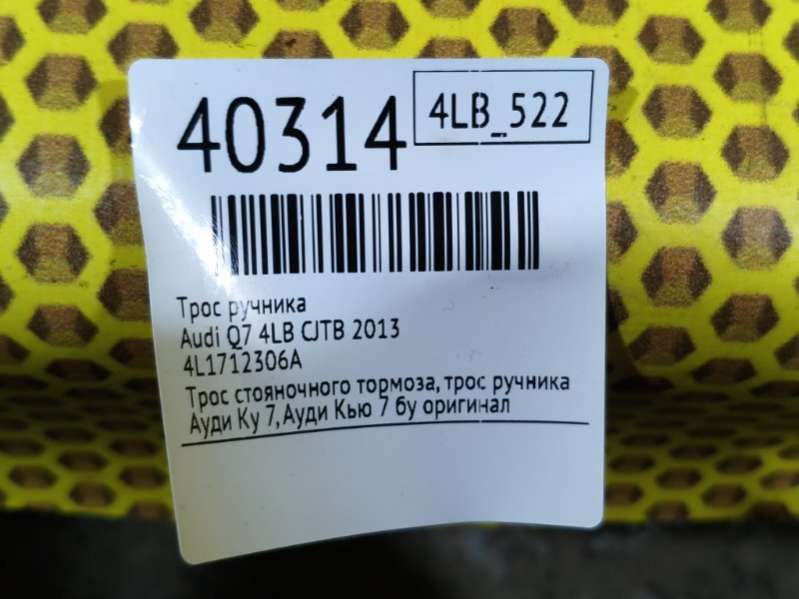 40314
4LB_522
Трос ручника
Audi Q7 4LB CJTB 2013
4L1712306A
Трос стояночного тормоза, трос ручника
Ауди Ку 7, Ауди Кью 7 бу оригинал